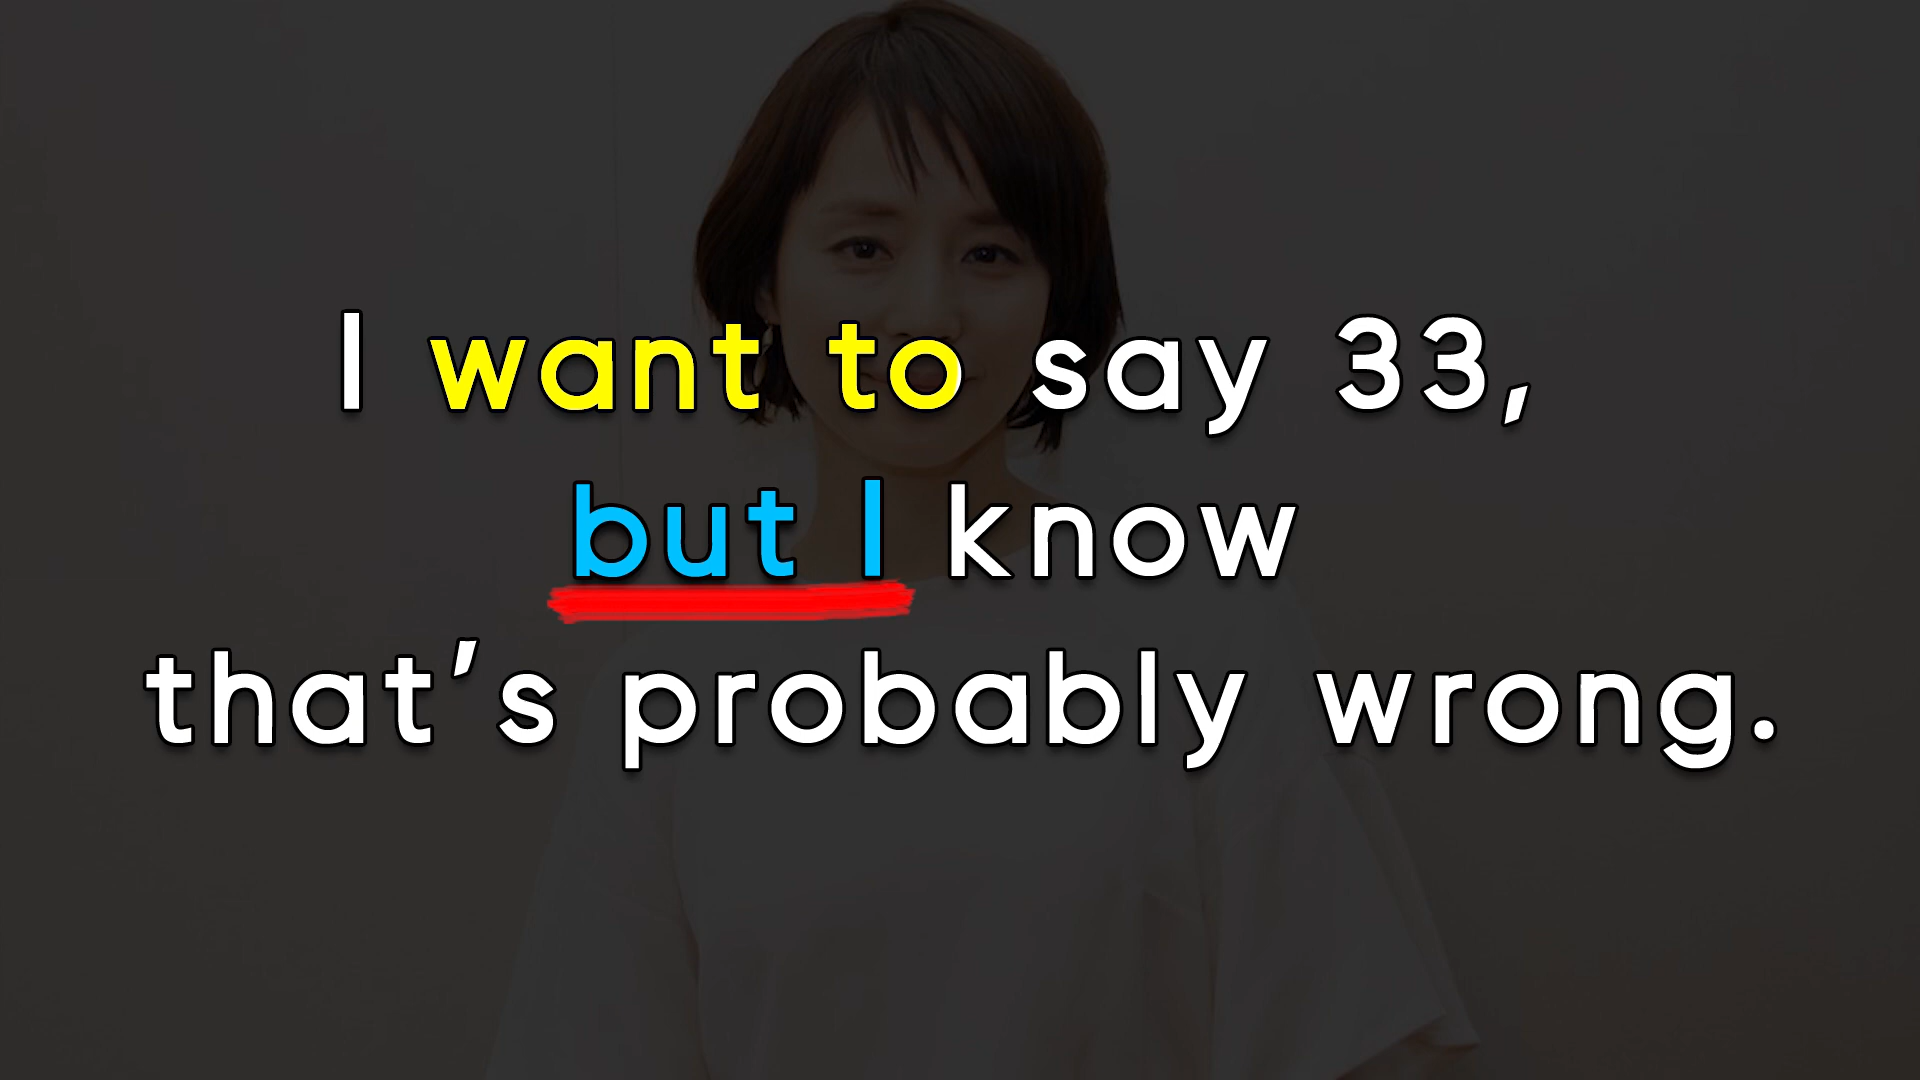 I want to say 33,
but I know
that's probably wrong.